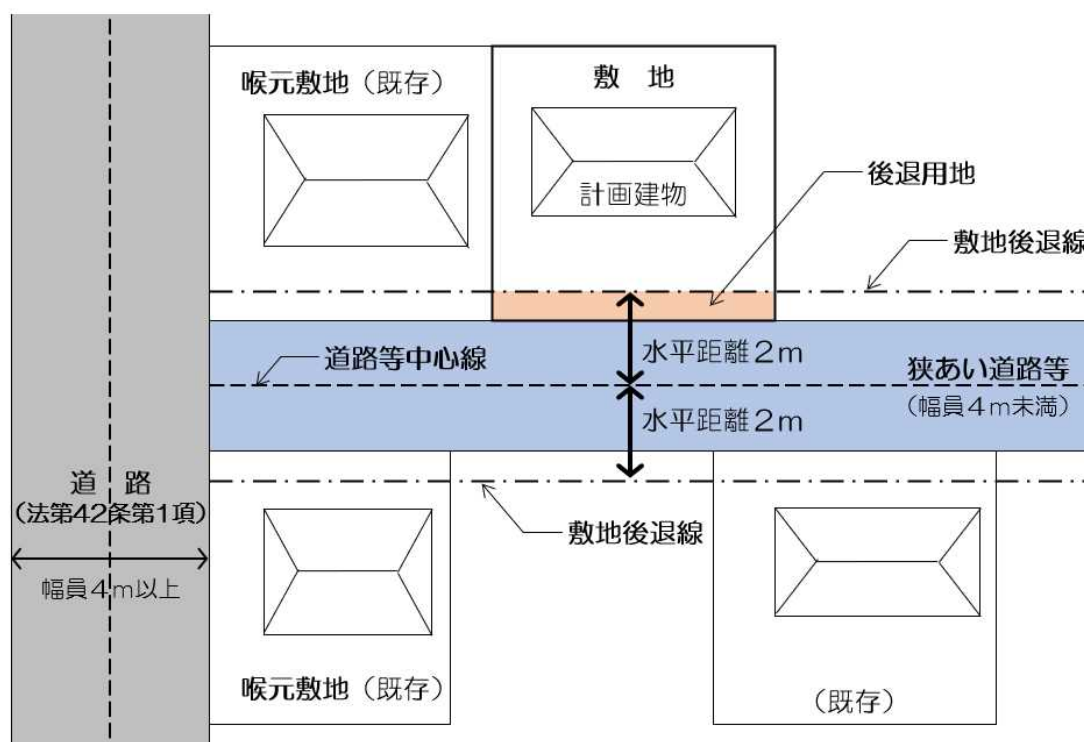 喉元敷地（既存）
敷　地
計画建物
後退用地
敷地後退線
道路等中心線
水平距離２ｍ
狭あい道路等
（幅員４ｍ未満）
水平距離２ｍ
道　路
（法第42条第１項）
幅員４ｍ以上
敷地後退線
喉元敷地（既存）
（既存）